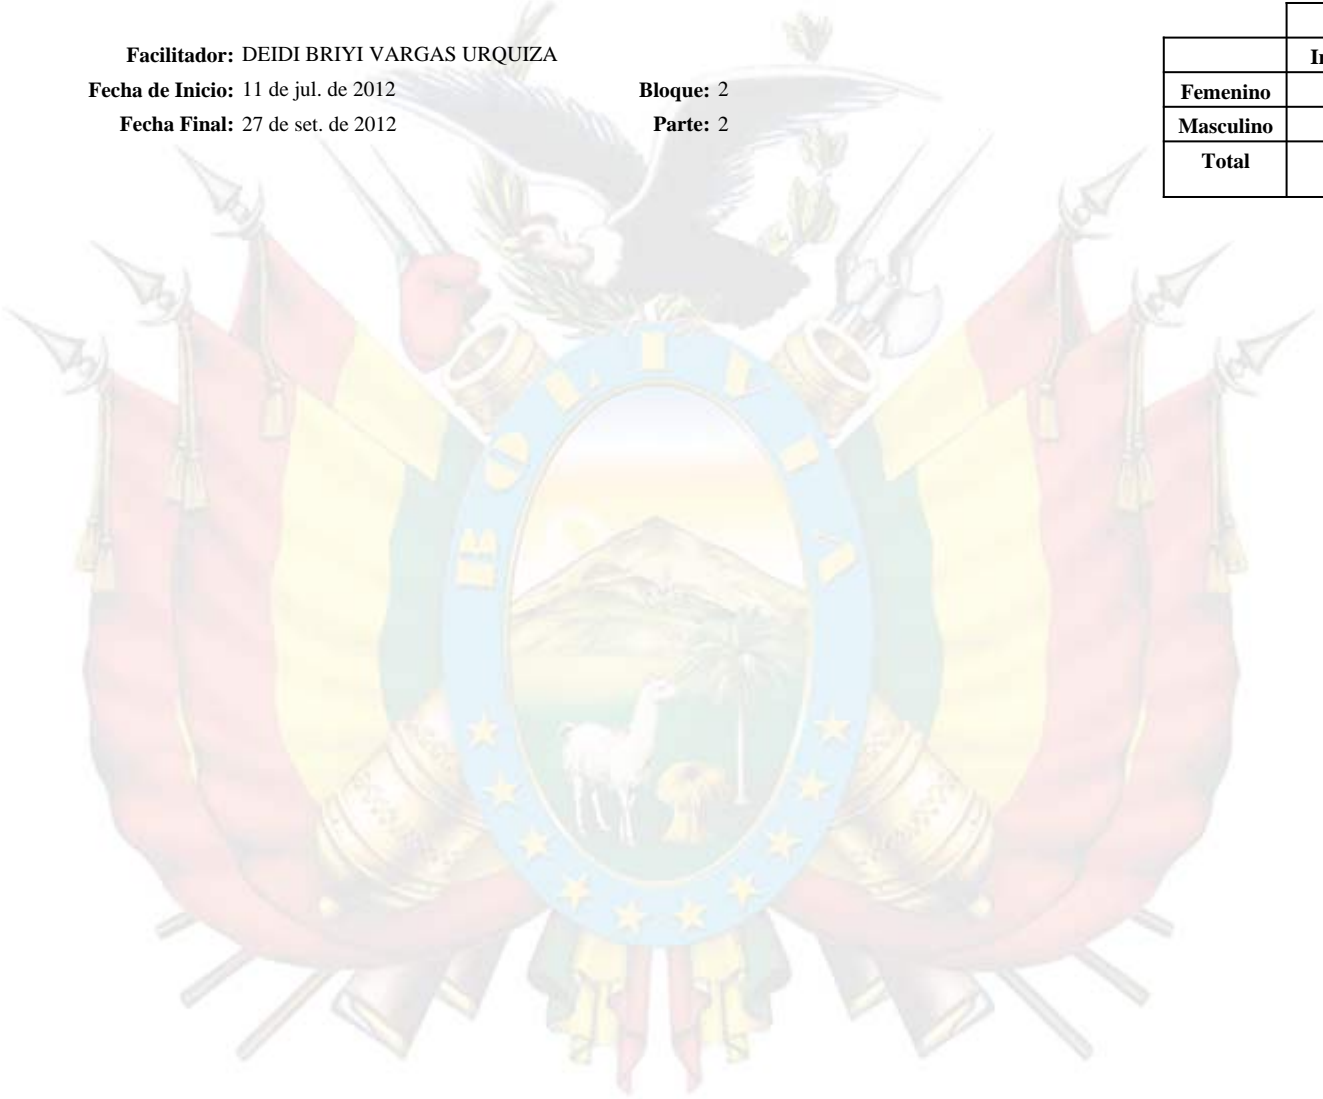 Facilitador: DEIDI BRIYI VARGAS URQUIZA
Fecha de Inicio: 11 de jul. de 2012 Bloque: 2
Fecha Final: 27 de set. de 2012 Parte: 2
Femenino
Masculino
Total
BOLIVIA